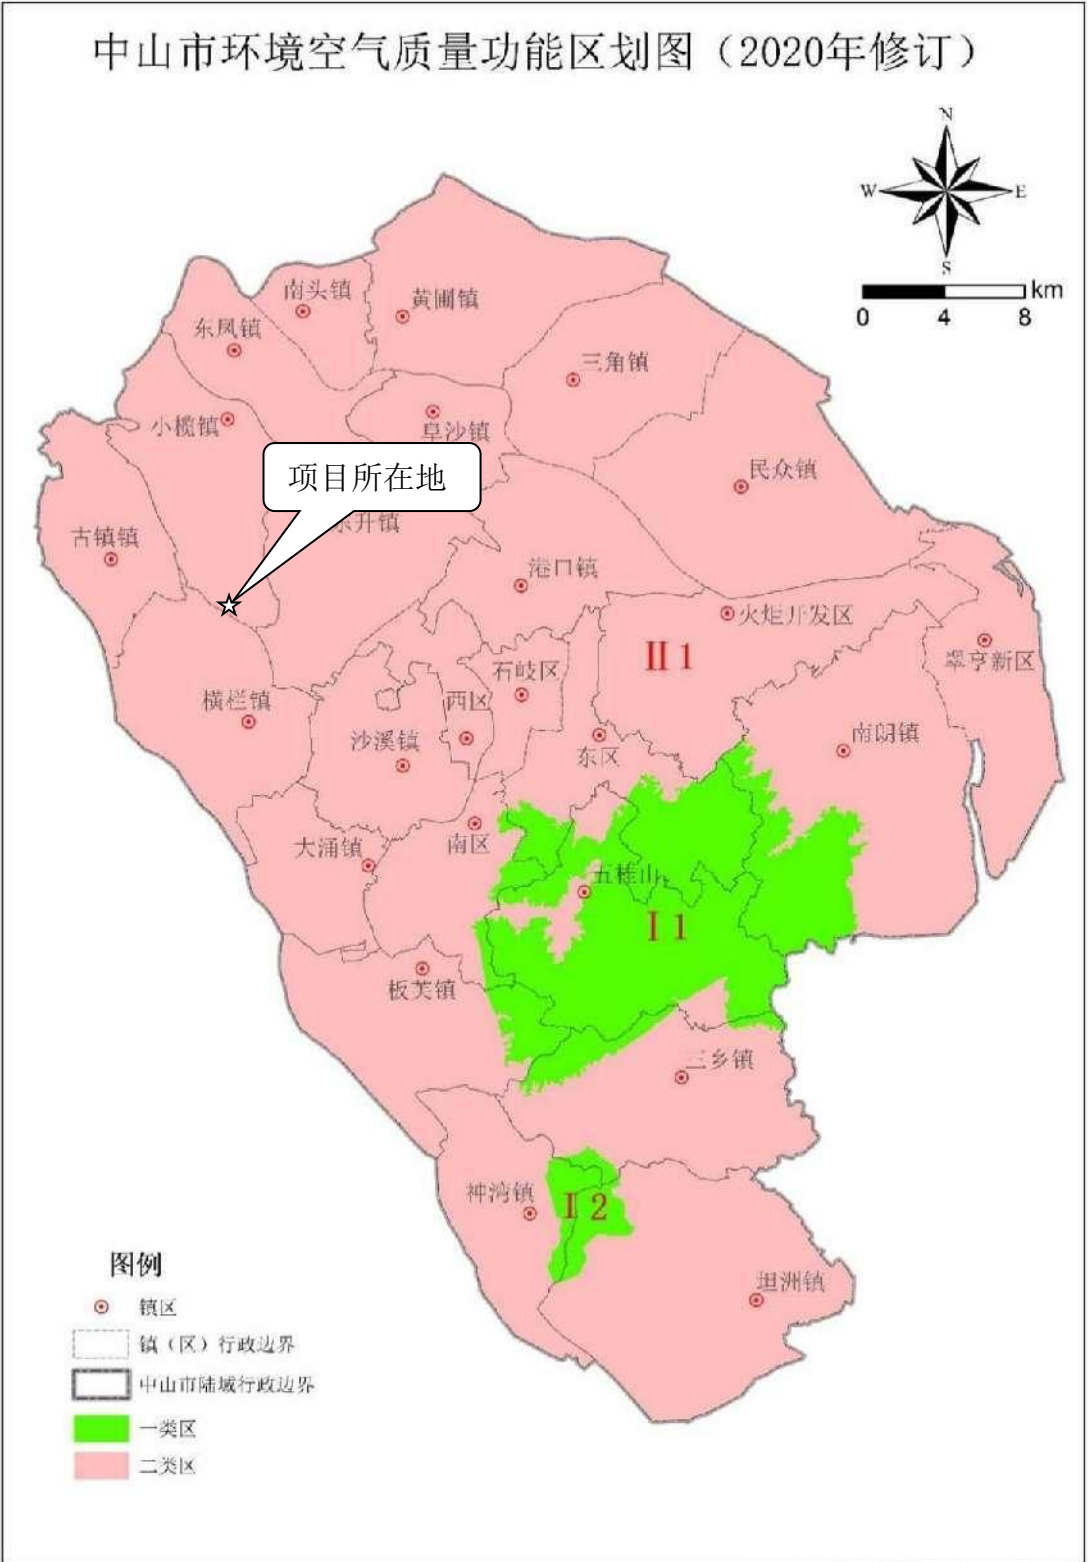 中山市环境空气质量功能区划图（2020年修订）
N
W
E
S
km
0 4 8
南头镇
黄圃镇
东凤镇
三角镇
小榄镇
阜沙镇
民众镇
项目所在地
东升镇
古镇镇
港口镇
火炬开发区
翠亨新区
Ⅱ1
石岐区
横栏镇
西区
沙溪镇
东区
南朗镇
南区
大涌镇
五桂山
Ⅰ1
板芙镇
三乡镇
神湾镇
Ⅰ2
坦洲镇
图例
镇区
镇（区）行政边界
中山市陆域行政边界
一类区
二类区